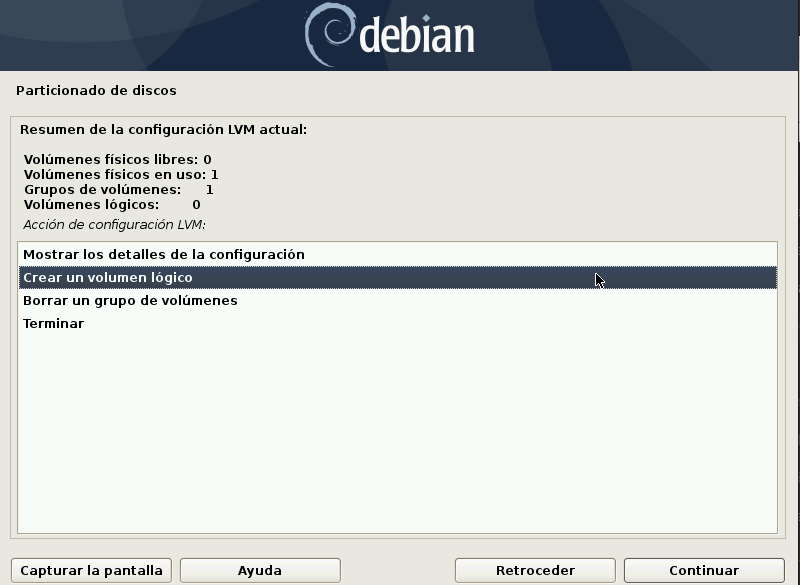 debian
Particionado de discos
Resumen de la configuración LVM actual:
Volúmenes físicos libres: 0
Volúmenes físicos en uso: 1
Grupos de volúmenes: 1
Volúmenes lógicos: 0
Acción de configuración LVM:
Mostrar los detalles de la configuración
Crear un volumen lógico
Borrar un grupo de volúmenes
Terminar
Capturar la pantalla Ayuda Retroceder Continuar